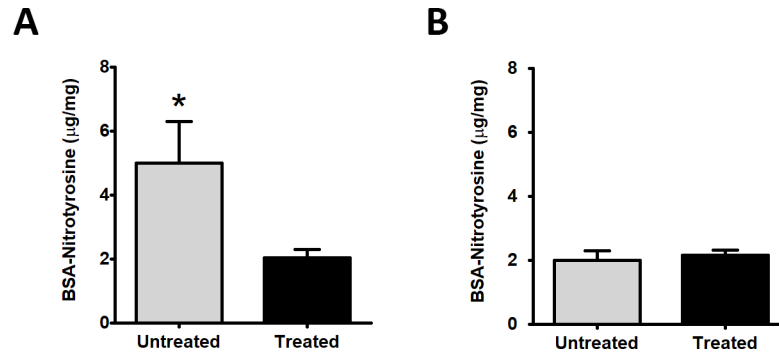 A
BSA-Nitrotyrosine (μg/mg)
8
6
4
2
0
*
Untreated Treated
B
BSA-Nitrotyrosine (μg/mg)
8
6
4
2
0
Untreated Treated